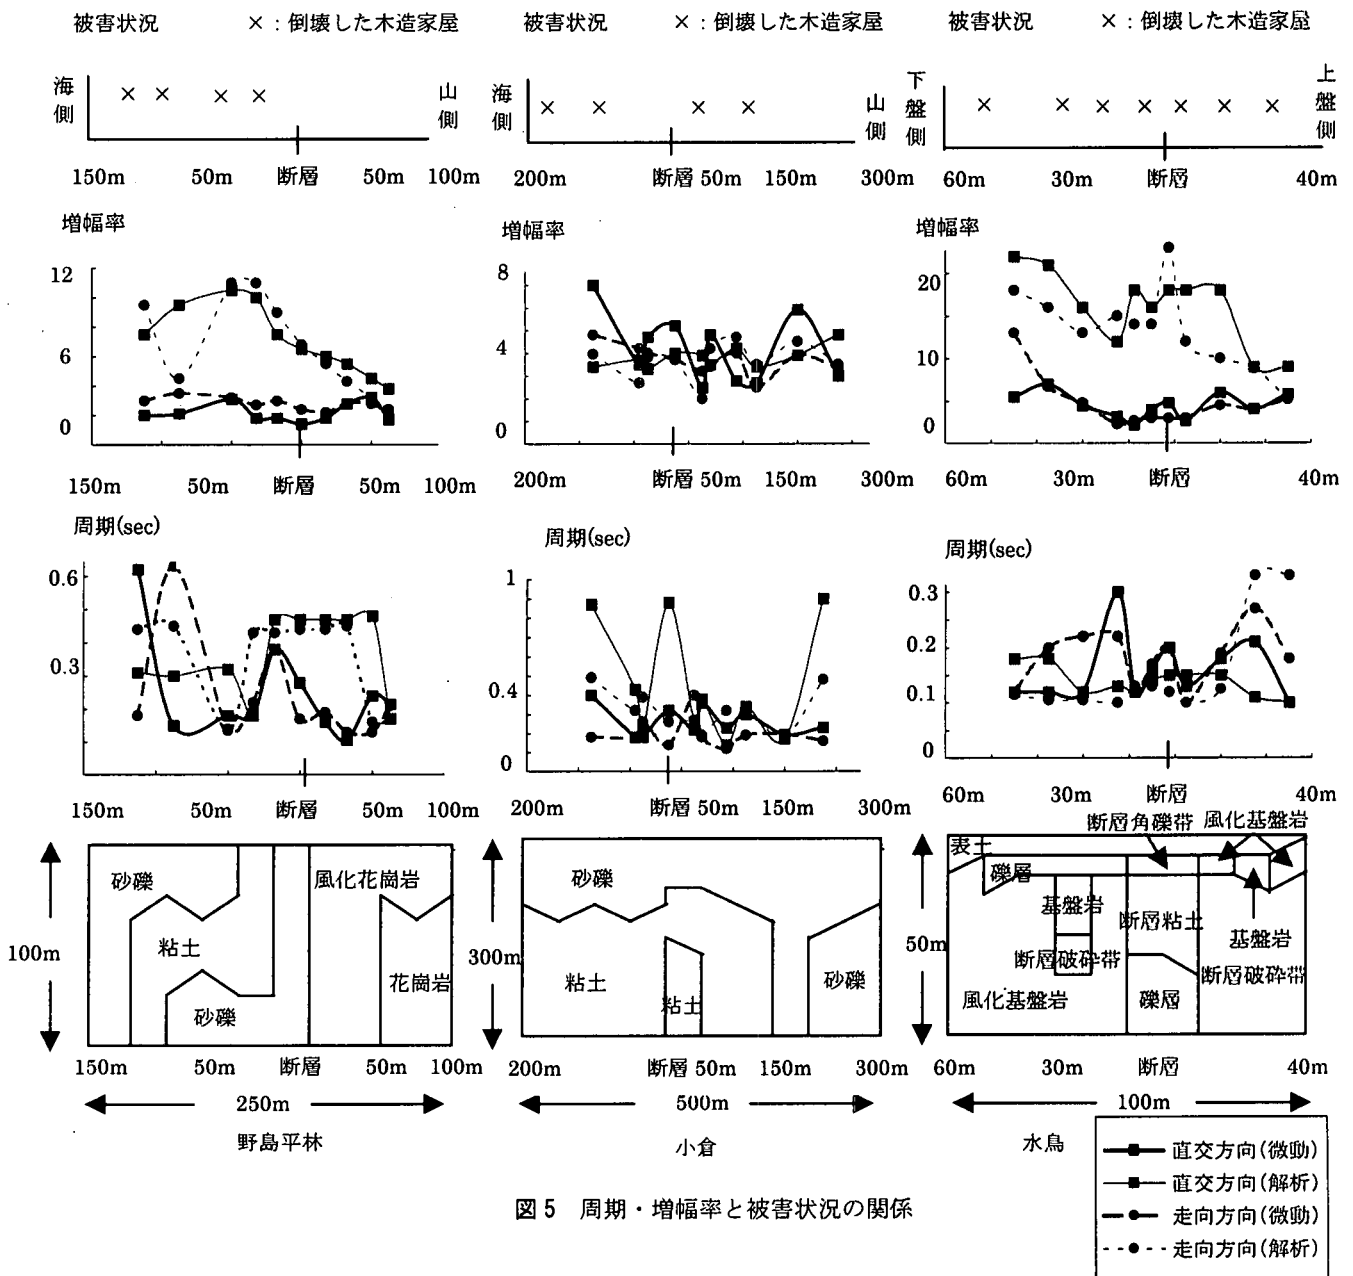 被害状況　×：倒壊した木造家屋
海側
山側
150m 50m 断層 50m 100m
増幅率
12
6
0
150m 50m 断層 50m 100m
周期(sec)
0.6
0.3
150m 50m 断層 50m 100m
100m
砂礫
粘土
砂礫
風化花崗岩
花崗岩
150m 50m 断層 50m 100m
250m
野島平林
被害状況　×：倒壊した木造家屋
海側
山側
200m 断層 50m 150m 300m
増幅率
8
4
0
200m 断層 50m 150m 300m
周期(sec)
1
0.4
0
200m 断層 50m 150m 300m
300m
砂礫
粘土
粘土
砂礫
200m 断層 50m 150m 300m
500m
小倉
被害状況　×：倒壊した木造家屋
下盤側
上盤側
60m 30m 断層 40m
増幅率
20
10
0
60m 30m 断層 40m
周期(sec)
0.3
0.2
0.1
0
60m 30m 断層 40m
断層角礫帯 風化基盤岩
50m
表土
礫層
基盤岩
断層粘土
基盤岩
断層破砕帯
断層破砕帯
風化基盤岩
礫層
60m 30m 断層 40m
100m
水鳥
直交方向(微動)
直交方向(解析)
走向方向(微動)
走向方向(解析)
図5　周期・増幅率と被害状況の関係